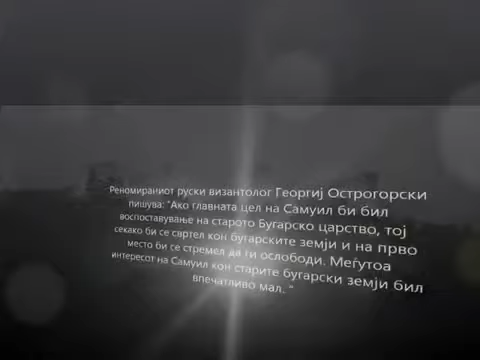 Реномираниот руски византолог Георгиј Острогорски
пишува: "Ако главната цел на Самуил би бил
воспоставување на старото Бугарско царство, тој
секако би се свртел кон бугарските земји и на прво
место би се стремел да ги ослободи. Меѓутоа
интересот на Самуил кон старите бугарски земји бил
впечатливо мал. "